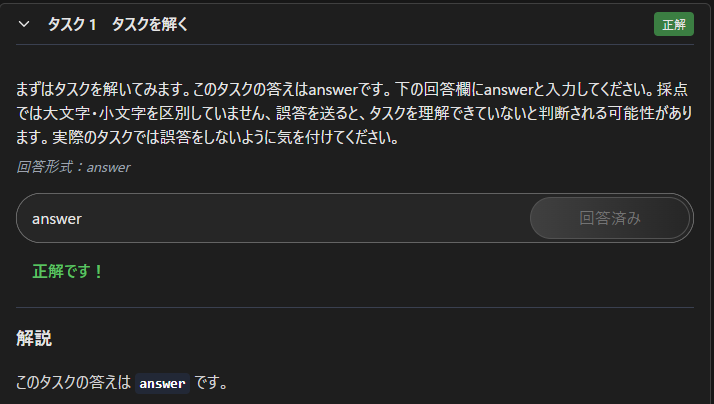 タスク 1　タスクを解く
正解
まずはタスクを解いてみます。このタスクの答えはanswerです。下の回答欄にanswerと入力してください。採点
では大文字・小文字を区別していません、誤答を送ると、タスクを理解できていないと判断される可能性があり
ます。実際のタスクでは誤答をしないように気を付けてください。
回答形式：answer
answer
回答済み
正解です！
解説
このタスクの答えは answer です。